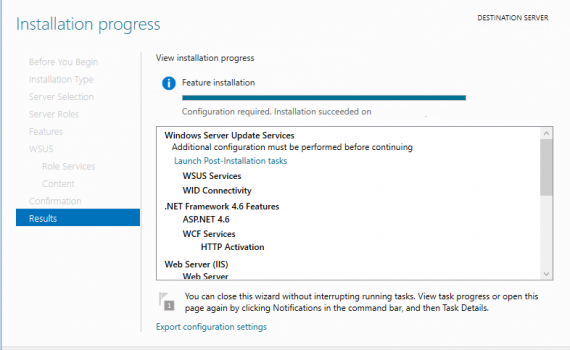 Installation progress
DESTINATION SERVER
Before You Begin
Installation Type
Server Selection
Server Roles
Features
WSUS
Role Services
Content
Confirmation
Results
View installation progress
Feature installation
Configuration required. Installation succeeded on
Windows Server Update Services
Additional configuration must be performed before continuing
Launch Post-Installation tasks
WSUS Services
WID Connectivity
.NET Framework 4.6 Features
ASP.NET 4.6
WCF Services
HTTP Activation
Web Server (IIS)
Web Server
1
You can close this wizard without interrupting running tasks. View task progress or open this
page again by clicking Notifications in the command bar, and then Task Details.
Export configuration settings